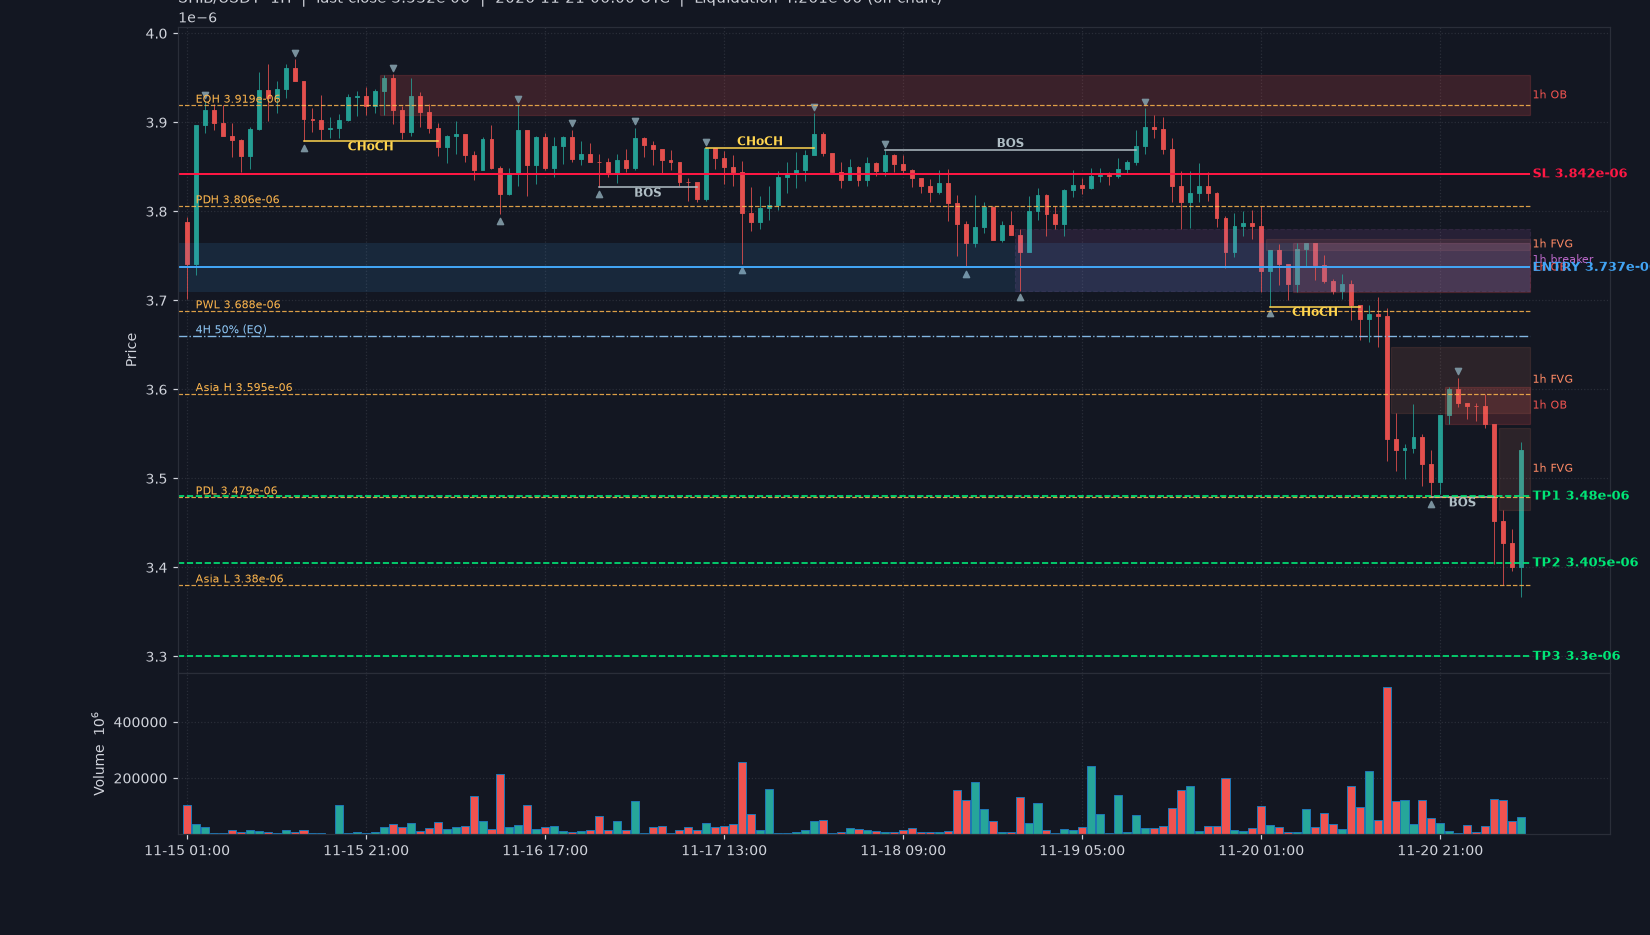 1e−6
4.0
3.9
3.8
3.7
3.6
3.5
3.4
3.3
Price
EQH 3.919e-06
PDH 3.806e-06
PWL 3.688e-06
4H 50% (EQ)
Asia H 3.595e-06
PDL 3.479e-06
Asia L 3.38e-06
CHoCH
BOS
CHoCH
BOS
CHoCH
BOS
1h OB
SL 3.842e-06
1h FVG
1h breaker
ENTRY 3.737e-0
1h FVG
1h OB
1h FVG
TP1 3.48e-06
TP2 3.405e-06
TP3 3.3e-06
Volume 10⁶
400000
200000
11-15 01:00
11-15 21:00
11-16 17:00
11-17 13:00
11-18 09:00
11-19 05:00
11-20 01:00
11-20 21:00